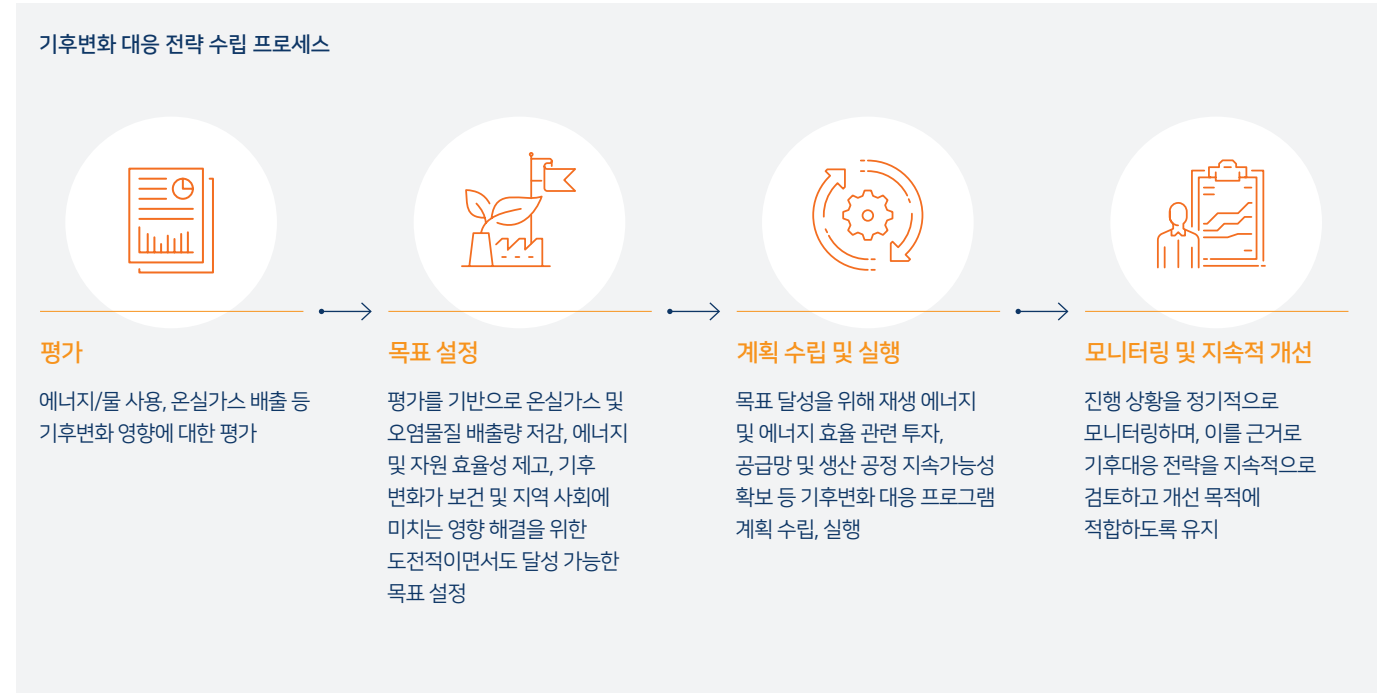 기후변화 대응 전략 수립 프로세스
평가
에너지/물 사용, 온실가스 배출 등
기후변화 영향에 대한 평가
목표 설정
평가를 기반으로 온실가스 및
오염물질 배출량 저감, 에너지
및 자원 효율성 제고, 기후
변화가 보건 및 지역 사회에
미치는 영향 해결을 위한
도전적이면서도 달성 가능한
목표 설정
계획 수립 및 실행
목표 달성을 위해 재생 에너지
및 에너지 효율 관련 투자,
공급망 및 생산 공정 지속가능성
확보 등 기후변화 대응 프로그램
계획 수립, 실행
모니터링 및 지속적 개선
진행 상황을 정기적으로
모니터링하며, 이를 근거로
기후대응 전략을 지속적으로
검토하고 개선 목적에
적합하도록 유지